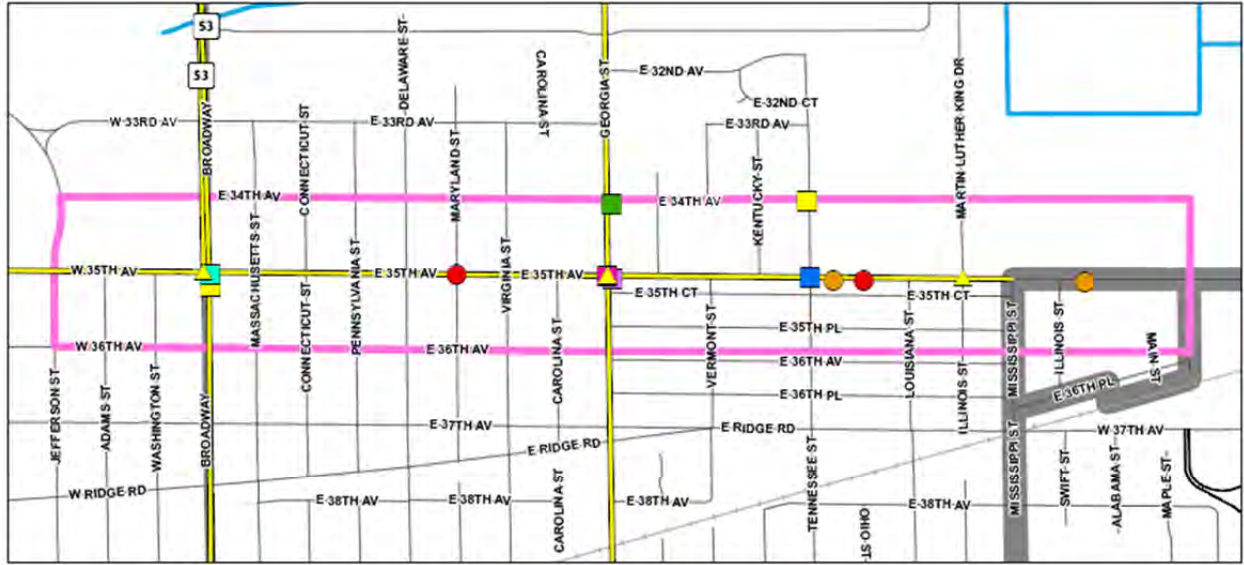 53
53
E 32ND AV
E 32ND CT
W 33RD AV
E 33RD AV
E 33RD AV
BROADWAY
CONNECTICUT ST
DELAWARE ST
MARYLAND ST
CAROLINA ST
GEORGIA ST
KENTUCKY ST
MARTIN LUTHER KING DR
E 34TH AV
E 34TH AV
MASSACHUSETTS ST
PENNSYLVANIA ST
VIRGINIA ST
W 35TH AV
E 35TH AV
E 35TH AV
E 35TH CT
E 35TH CT
E 35TH PL
CONNECTICUT ST
CAROLINA ST
VERMONT ST
LOUISIANA ST
ILLINOIS ST
MISSISSIPPI ST
ILLINOIS ST
MAIN ST
W 36TH AV
E 36TH AV
E 36TH AV
E 36TH PL
E 36TH PL
JEFFERSON ST
ADAMS ST
WASHINGTON ST
BROADWAY
E 37TH AV
E RIDGE RD
E RIDGE RD
W 37TH AV
W RIDGE RD
E 38TH AV
E 38TH AV
E 38TH AV
E 38TH AV
CAROLINA ST
TENNESSEE ST
OHIO ST
MISSISSIPPI ST
SWIFT ST
ALABAMA ST
MAPLE ST